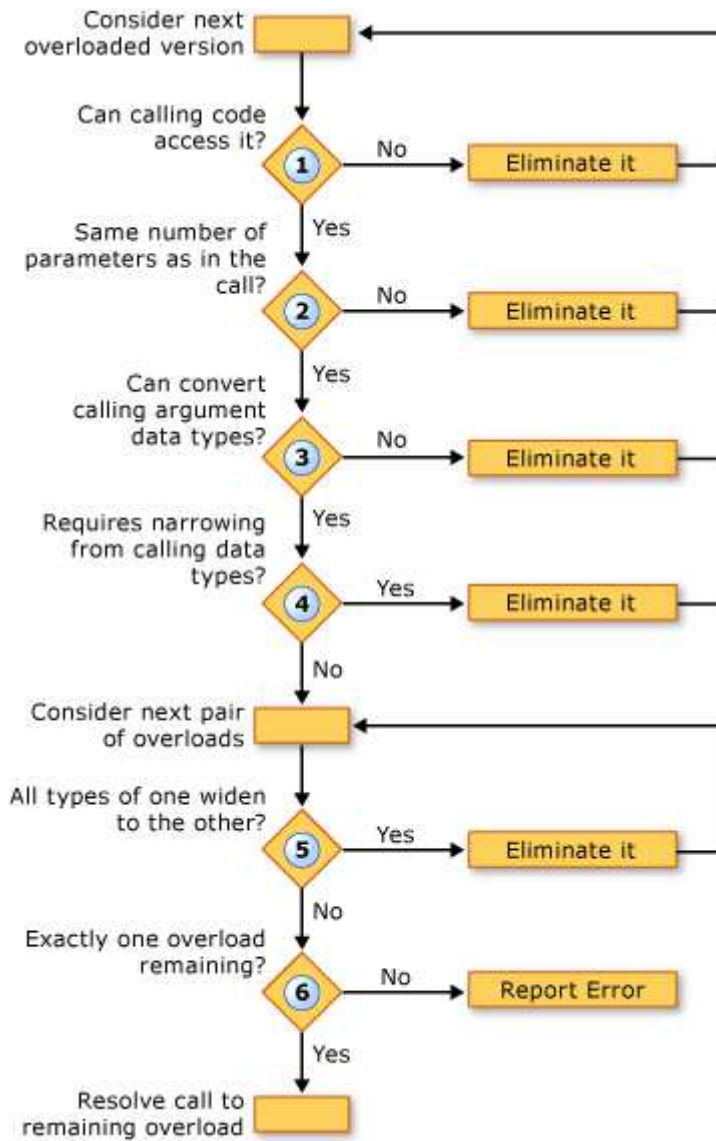 Consider next
overloaded version
Can calling code
access it?
1
No
Eliminate it
Yes
Same number of
parameters as in the
call?
2
No
Eliminate it
Yes
Can convert
calling argument
data types?
3
No
Eliminate it
Yes
Requires narrowing
from calling data
types?
4
Yes
Eliminate it
No
Consider next pair
of overloads
All types of one widen
to the other?
5
Yes
Eliminate it
No
Exactly one overload
remaining?
6
No
Report Error
Yes
Resolve call to
remaining overload